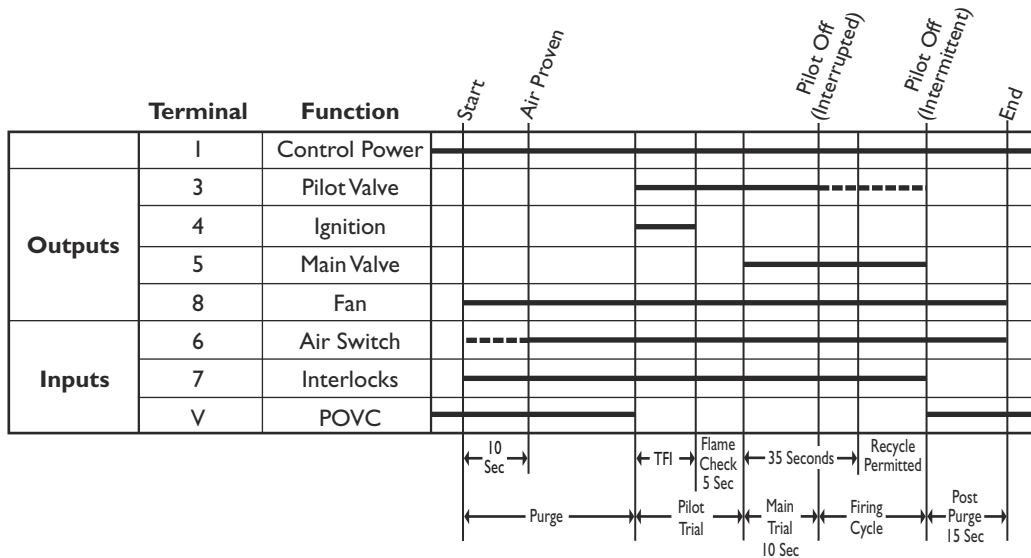 Start
Air Proven
Pilot Off
(Interrupted)
Pilot Off
(Intermittent)
End
Terminal Function
1 Control Power
Outputs
3 Pilot Valve
4 Ignition
5 Main Valve
8 Fan
Inputs
6 Air Switch
7 Interlocks
V POVC
10
Sec
TFI
Flame
Check
5 Sec
35 Seconds
Recycle
Permitted
Purge
Pilot
Trial
Main
Trial
10 Sec
Firing
Cycle
Post
Purge
15 Sec